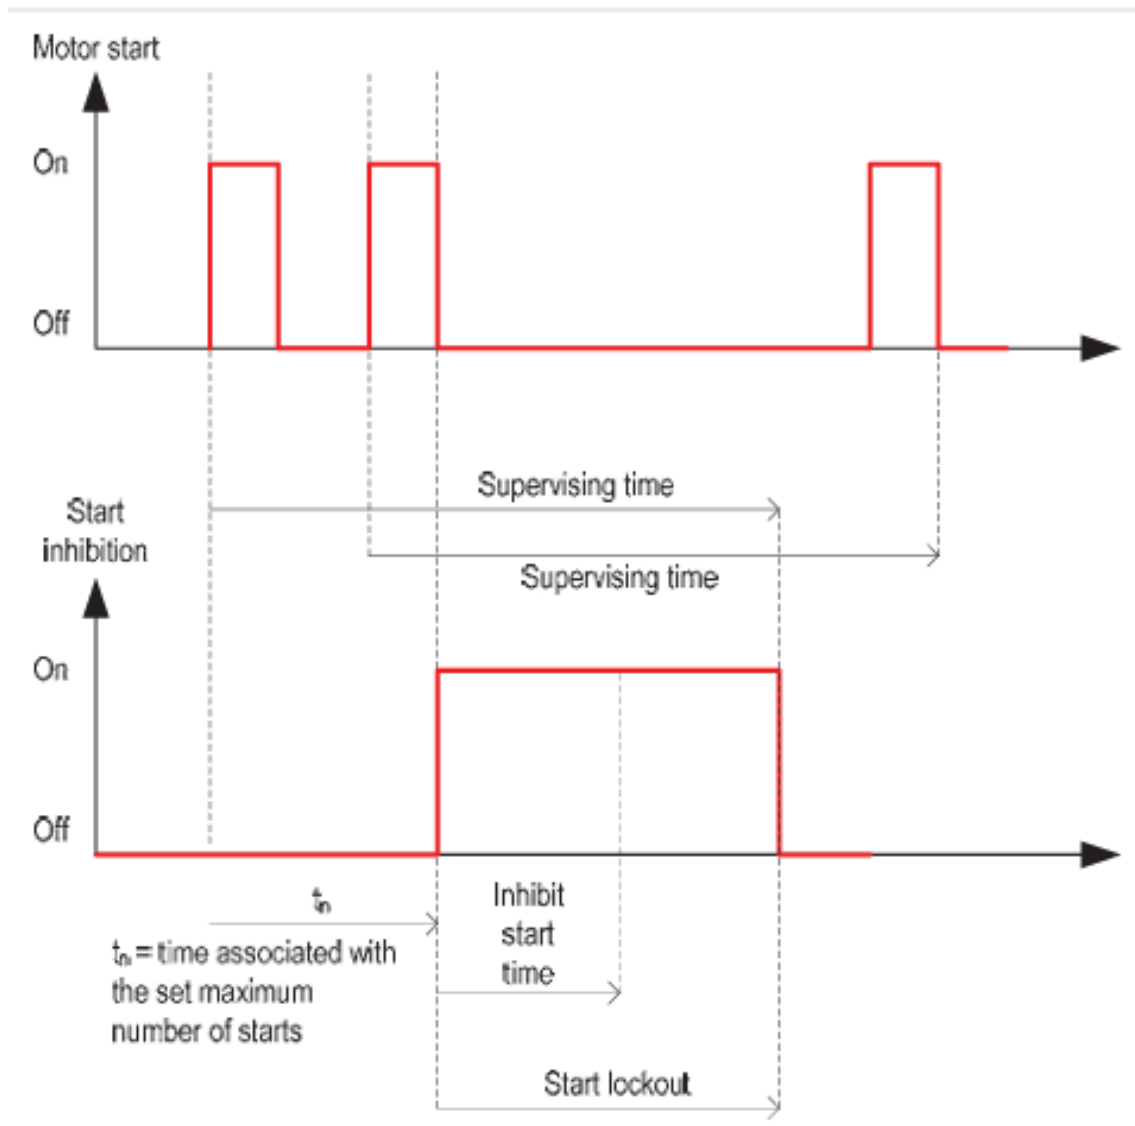 Motor start
On
Off
Supervising time
Start
inhibition
Supervising time
On
Off
tn
Inhibit
start
time
tn = time associated with
the set maximum
number of starts
Start lockout